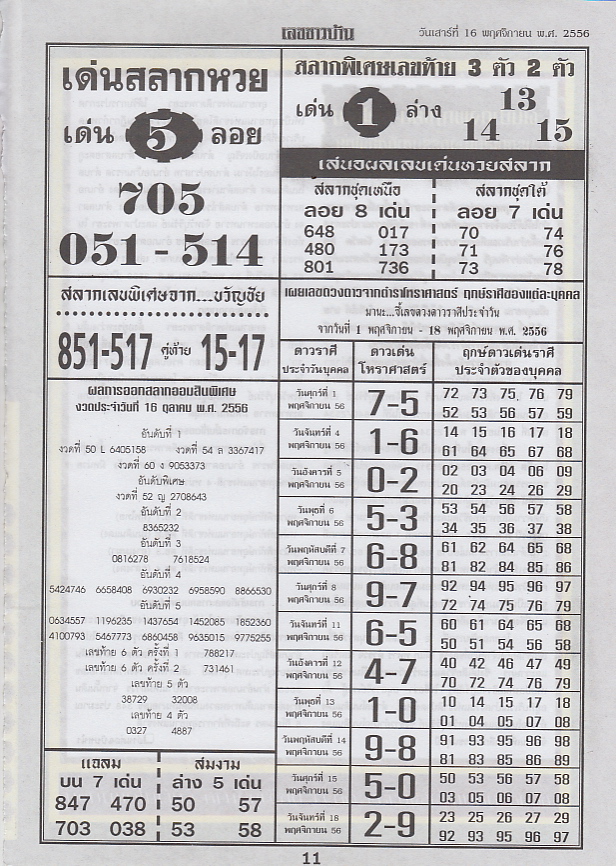 เลขชาวบ้าน
วันเสาร์ที่ 16 พฤศจิกายน พ.ศ. 2556
เด่นสลากหวย
เด่น 5 ลอย
705
051 - 514
สลากพิเศษเลขท้าย 3 ตัว 2 ตัว
เด่น 1 ล่าง
13
14 15
เสนอผลเลขเด่นหวยสลาก
สลากชุดเหนือ
ลอย 8 เด่น
648 017
480 173
801 736
สลากชุดใต้
ลอย 7 เด่น
70 74
71 76
73 78
สลากเลขพิเศษจาก...ขวัญชัย
851-517 คู่ท้าย 15-17
ผลการออกสลากออมสินพิเศษ
งวดประจำวันที่ 16 ตุลาคม พ.ศ. 2556
อันดับที่ 1
งวดที่ 50 L 6405158 งวดที่ 54 ล 3367417
งวดที่ 60 ง 9053373
อันดับพิเศษ
งวดที่ 52 ญ 2708643
อันดับที่ 2
8365232
อันดับที่ 3
0816278 7618524
อันดับที่ 4
5424746 6658408 6930232 6958590 8866530
อันดับที่ 5
0634557 1196235 1437654 1452085 1852360
4100793 5467773 6860458 9635015 9775255
เลขท้าย 6 ตัว ครั้งที่ 1 788217
เลขท้าย 6 ตัว ครั้งที่ 2 731461
เลขท้าย 5 ตัว
38729 32008
เลขท้าย 4 ตัว
0327 4887
แฉลม
บน 7 เด่น
847 470
703 038
สมงาม
ล่าง 5 เด่น
50 57
53 58
เผยเลขดวงดาวจากตำราโหราศาสตร์ ฤกษ์ราศีของแต่ละบุคคล
มานะ...ชี้เลขดวงดาวราศีประจำวัน
จากวันที่ 1 พฤศจิกายน - 18 พฤศจิกายน พ.ศ. 2556
ดาวราศี ดาวเด่น ฤกษ์ดาวเด่นราศี
ประจำวันบุคคล โหราศาสตร์ ประจำตัวของบุคคล
วันศุกร์ที่ 1
พฤศจิกายน 56
7-5
72 73 75 76 79
52 53 56 57 59
วันจันทร์ที่ 4
พฤศจิกายน 56
1-6
14 15 16 17 18
61 64 65 67 68
วันอังคารที่ 5
พฤศจิกายน 56
0-2
02 03 04 06 09
20 23 24 26 29
วันพุธที่ 6
พฤศจิกายน 56
5-3
53 54 56 57 58
34 35 36 37 38
วันพฤหัสบดีที่ 7
พฤศจิกายน 56
6-8
61 62 64 65 68
81 82 84 85 86
วันศุกร์ที่ 8
พฤศจิกายน 56
9-7
92 94 95 96 97
72 74 75 76 79
วันจันทร์ที่ 11
พฤศจิกายน 56
6-5
60 61 64 65 68
50 51 54 56 58
วันอังคารที่ 12
พฤศจิกายน 56
4-7
40 42 46 47 49
70 72 74 76 79
วันพุธที่ 13
พฤศจิกายน 56
1-0
10 14 15 17 18
01 04 05 07 08
วันพฤหัสบดีที่ 14
พฤศจิกายน 56
9-8
91 93 95 96 98
81 83 85 86 89
วันศุกร์ที่ 15
พฤศจิกายน 56
5-0
50 53 56 57 58
03 05 06 07 08
วันจันทร์ที่ 18
พฤศจิกายน 56
2-9
23 25 26 27 29
92 93 95 96 97
11